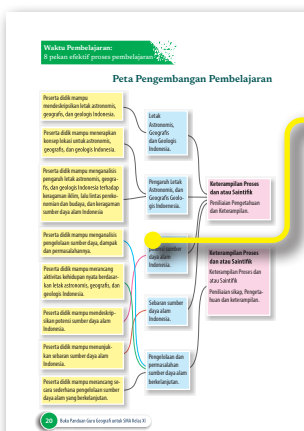 Waktu Pembelajaran:
8 pekan efektif proses pembelajaran
Peta Pengembangan Pembelajaran
Peserta didik mampu
mendeskripsikan letak astronomis,
geografis, dan geologis Indonesia.
Peserta didik mampu menerapkan
konsep lokasi untuk astronomis,
geografis, dan geologis Indonesia.
Peserta didik mampu menganalisis
pengaruh letak astronomis, geogra-
fis, dan geologis Indonesia terhadap
keragaman iklim, lalu lintas pereko-
nomian dan budaya, dan keragaman
sumber daya alam Indonesia
Peserta didik mampu menganalisis
pengelolaan sumber daya, dampak
dan permasalahannya.
Peserta didik mampu merancang
aktivitas kehidupan nyata berdasar-
kan letak astronomis, geografis, dan
geologis Indonesia.
Peserta didik mampu mendeskrip-
sikan potensi sumber daya alam
Indonesia.
Peserta didik mampu menunjuk-
kan sebaran sumber daya alam
Indonesia.
Peserta didik mampu merancang se-
cara sederhana pengelolaan sumber
daya alam yang berkelanjutan.
Letak
Astronomis,
Geografis
dan Geologis
Indonesia.
Pengaruh Letak
Astronomis, dan
Geografis Geolo-
gis Indonesia.
sumber
daya alam
Indonesia.
Sebaran sumber
daya alam
Indonesia.
Pengelolaan dan
permasalahan
sumber daya alam
berkelanjutan.
Keterampilan Proses
dan atau Saintifik
Penilaian Pengetahuan
dan Keterampilan.
Keterampilan Proses
dan atau Saintifik
Keterampilan Proses dan
atau Saintifik
Penilaian sikap, Pengeta-
huan dan keterampilan.
20 Buku Panduan Guru Geografi untuk SMA Kelas XI